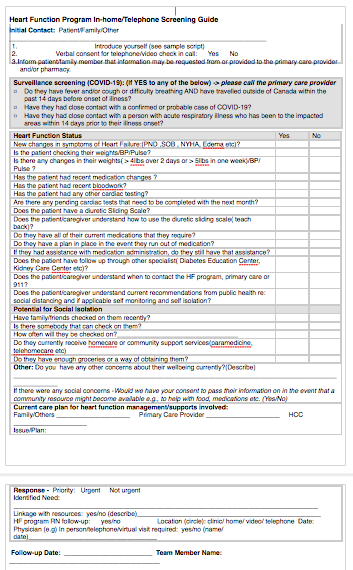 Heart Function Program In-home/Telephone Screening Guide
Initial Contact: Patient/Family/Other
1. Introduce yourself (see sample script)
2. Verbal consent for telephone/video check in call: Yes No
3. Inform patient/family member that information may be requested from or provided to the primary care provider
and/or pharmacy.
Surveillance screening (COVID-19): (If YES to any of the below) -> please call the primary care provider
o Do they have fever and/or cough or difficulty breathing AND have travelled outside of Canada within the
past 14 days before onset of illness?
o Have they had close contact with a confirmed or probable case of COVID-19?
o Have they had close contact with a person with acute respiratory illness who has been to the impacted
areas within 14 days prior to their illness onset?
Heart Function Status Yes No
New changes in symptoms of Heart Failure:(PND ,SOB , NYHA, Edema etc)?
Is the patient checking their weights/BP/Pulse?
Is there any changes in their weights( > 4lbs over 2 days or > 5lbs in one week)/BP/
Pulse ?
Has the patient had recent medication changes ?
Has the patient had recent bloodwork?
Has the patient had any other cardiac testing?
Are there any pending cardiac tests that need to be completed with the next month?
Does the patient have a diuretic Sliding Scale?
Does the patient/caregiver understand how to use the diuretic sliding scale( teach
back)?
Do they have all of their current medications that they require?
Do they have a plan in place in the event they run out of medication?
If they had assistance with medication administration, do they still have that assistance?
Does the patient have follow up through other specialist( Diabetes Education Center,
Kidney Care Center etc)?
Does the patient/caregiver understand when to contact the HF program, primary care or
911?
Does the patient/caregiver understand current recommendations from public health re:
social distancing and if applicable self monitoring and self isolation?
Potential for Social Isolation
Have family/friends checked on them recently?
Is there somebody that can check on them?
How often will they be checked on?
Do they currently receive homecare or community support services(paramedicine,
telehomecare etc)
Do they have enough groceries or a way of obtaining them?
Other: Do you have any other concerns about their wellbeing currently?(Describe)
If there were any social concerns -Would we have your consent to pass their information on in the event that a
community resource might become available e.g., to help with food, medications etc. (Yes/No)
Current care plan for heart function management/supports involved:
Family/Others Primary Care Provider HCC
Issue/Plan:
Response - Priority: Urgent Not urgent
Identified Need:
Linkage with resources: yes/no (describe)
HF program RN follow-up: yes/no Location (circle): clinic/ home/ video/ telephone Date:
Physician (e.g) In person/telephone/virtual visit required: yes/no (name/
date)
Follow-up Date: Team Member Name: